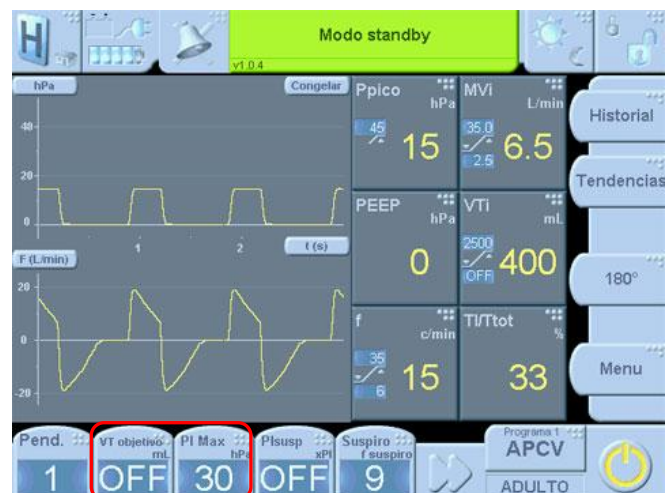 H
Modo standby
v1.0.4
hPa
Congelar
40
20
0
1
2
t (s)
F (L/min)
20
0
-20
Ppico
hPa
45
15
MVi
L/min
35.0
2.5
6.5
PEEP
hPa
0
VTi
mL
2500
OFF
400
f
c/min
35
6
15
TI/Ttot
%
33
Historial
Tendencias
180°
Menu
Pend.
1
VT objetivo
mL
OFF
PI Max
hPa
30
PIsusp
xPI
OFF
Suspiro
f suspiro
9
Programa 1
APCV
ADULTO